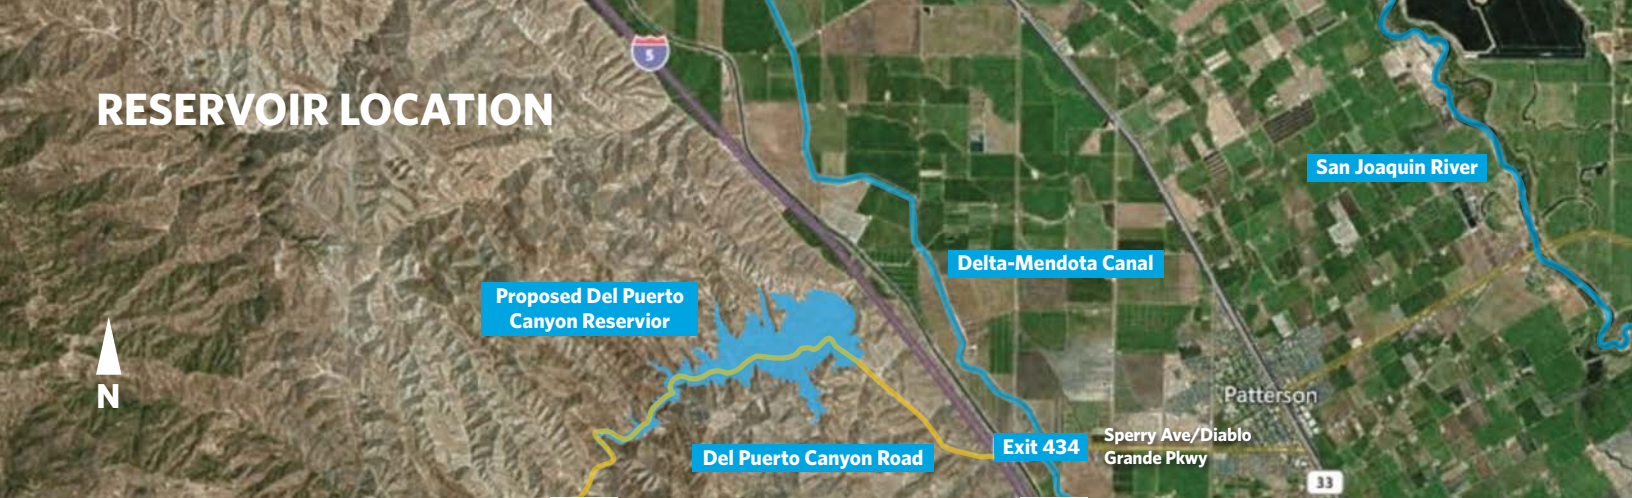 5
RESERVOIR LOCATION
San Joaquin River
Delta-Mendota Canal
Proposed Del Puerto
Canyon Reservior
N
Patterson
Exit 434
Sperry Ave/Diablo
Grande Pkwy
Del Puerto Canyon Road
33